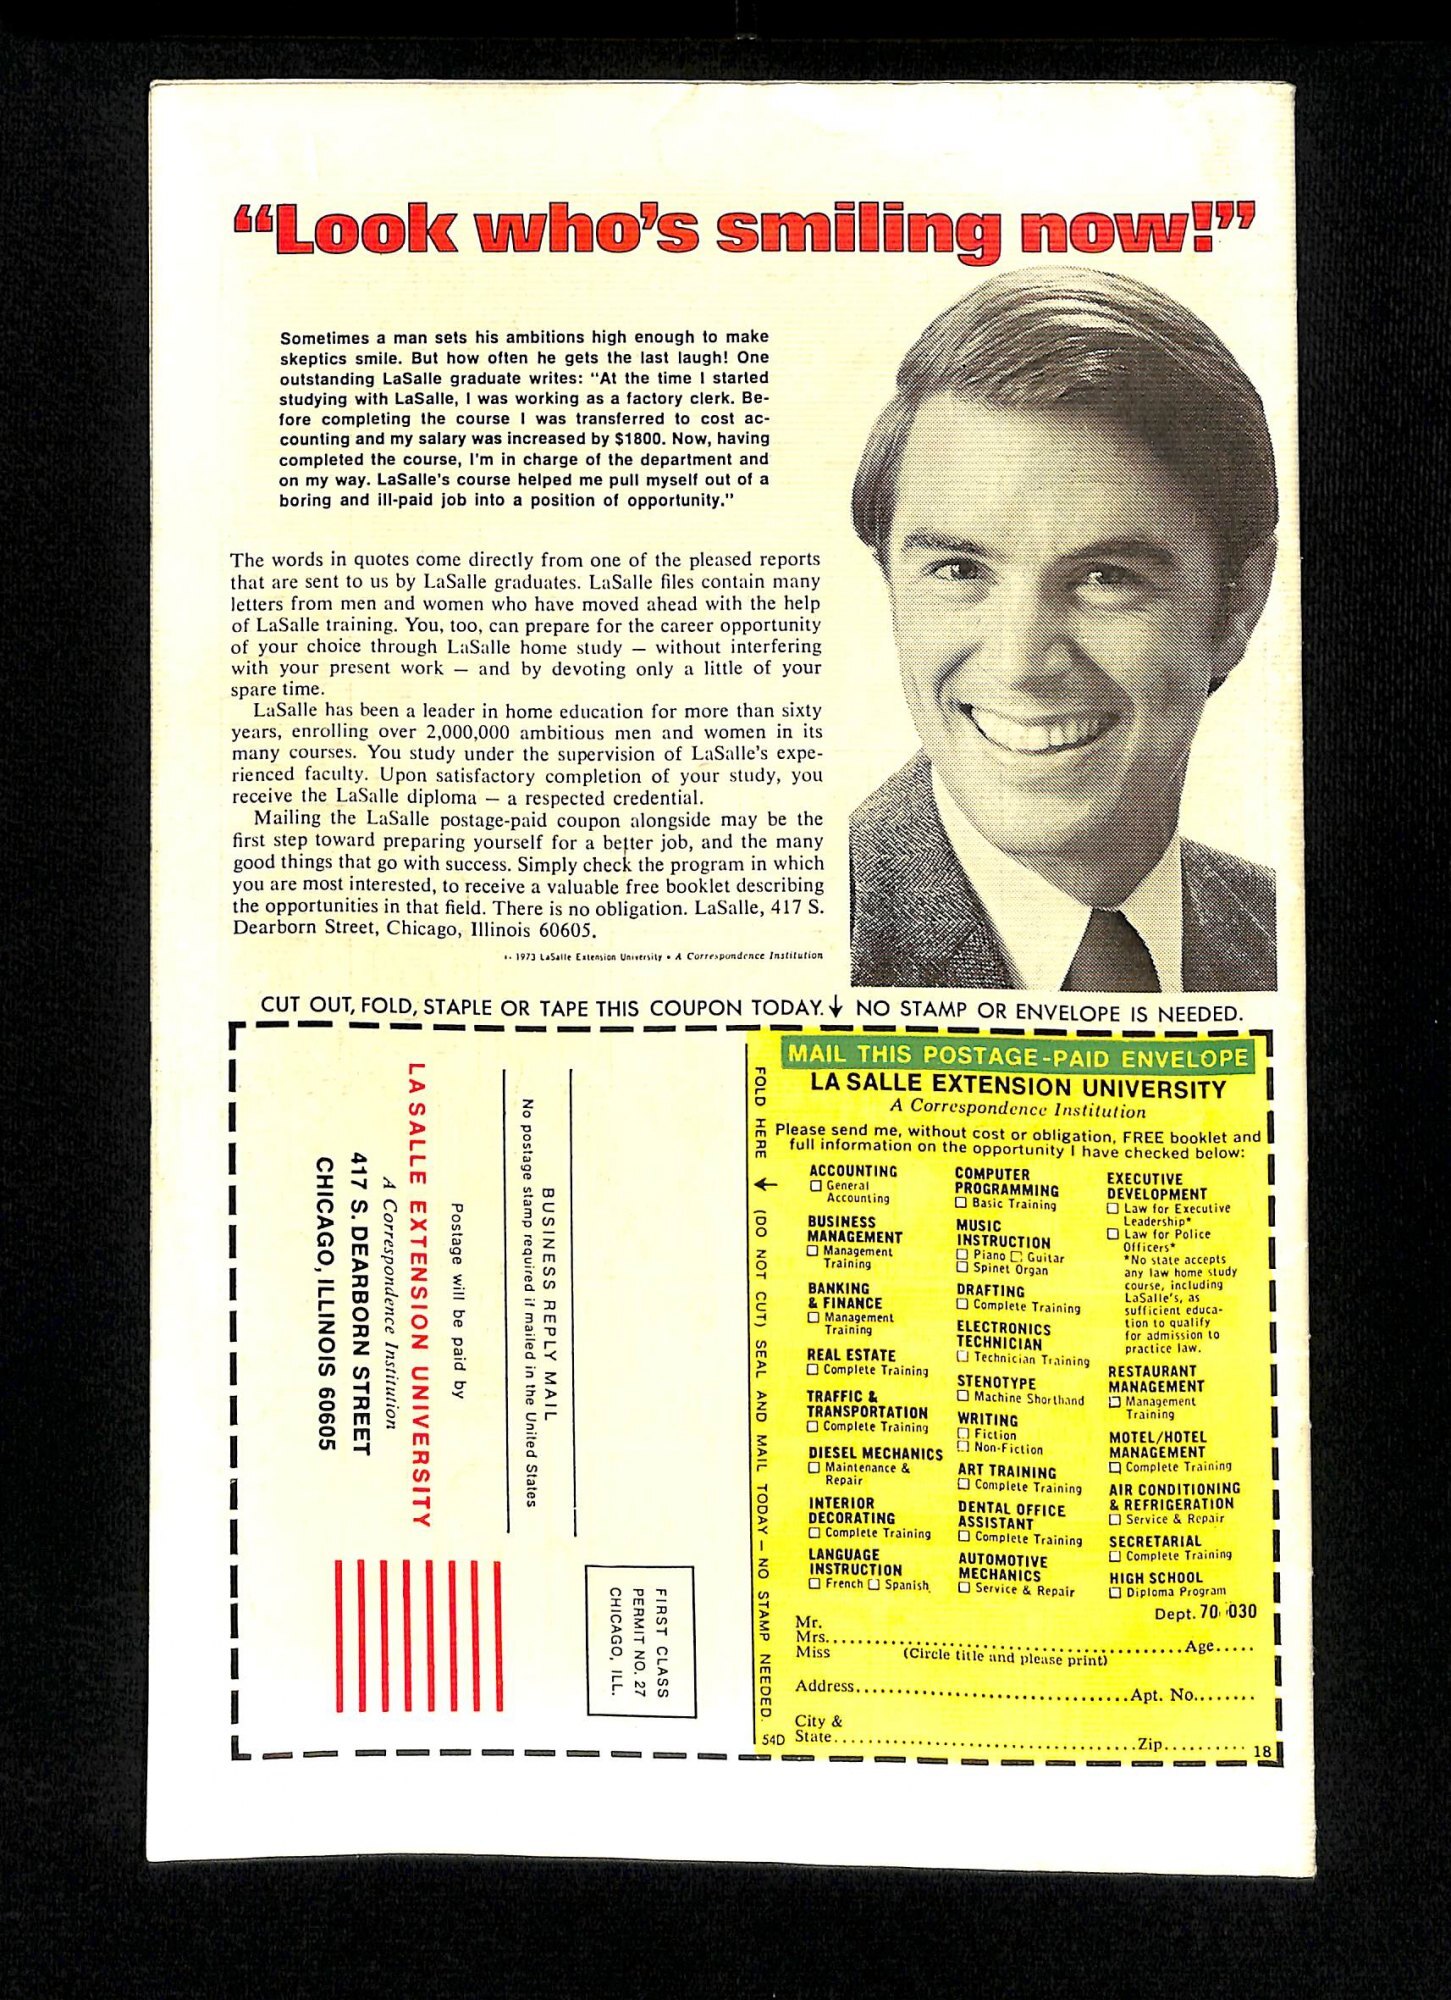 “Look who’s smiling now!”
Sometimes a man sets his ambitions high enough to make
skeptics smile. But how often he gets the last laugh! One
outstanding LaSalle graduate writes: “At the time I started
studying with LaSalle, I was working as a factory clerk. Be-
fore completing the course I was transferred to cost ac-
counting and my salary was increased by $1800. Now, having
completed the course, I'm in charge of the department and
on my way. LaSalle's course helped me pull myself out of a
boring and ill-paid job into a position of opportunity.”
The words in quotes come directly from one of the pleased reports
that are sent to us by LaSalle graduates. LaSalle files contain many
letters from men and women who have moved ahead with the help
of LaSalle training. You, too, can prepare for the career opportunity
of your choice through LaSalle home study — without interfering
with your present work — and by devoting only a little of your
spare time.
LaSalle has been a leader in home education for more than sixty
years, enrolling over 2,000,000 ambitious men and women in its
many courses. You study under the supervision of LaSalle's expe-
rienced faculty. Upon satisfactory completion of your study, you
receive the LaSalle diploma — a respected credential.
Mailing the LaSalle postage-paid coupon alongside may be the
first step toward preparing yourself for a better job, and the many
good things that go with success. Simply check the program in which
you are most interested, to receive a valuable free booklet describing
the opportunities in that field. There is no obligation. LaSalle, 417 S.
Dearborn Street, Chicago, Illinois 60605.
1973 LaSalle Extension University • A Correspondence Institution
CUT OUT, FOLD, STAPLE OR TAPE THIS COUPON TODAY.↓ NO STAMP OR ENVELOPE IS NEEDED.
FIRST CLASS
PERMIT NO. 27
CHICAGO, ILL.
BUSINESS REPLY MAIL
No postage stamp required if mailed in the United States
Postage will be paid by
LA SALLE EXTENSION UNIVERSITY
A Correspondence Institution
417 S. DEARBORN STREET
CHICAGO, ILLINOIS 60605
FOLD HERE ↓ (DO NOT CUT) SEAL AND MAIL TODAY — NO STAMP NEEDED.
54D
MAIL THIS POSTAGE-PAID ENVELOPE
LA SALLE EXTENSION UNIVERSITY
A Correspondence Institution
Please send me, without cost or obligation, FREE booklet and
full information on the opportunity I have checked below:
ACCOUNTING
☐ General
Accounting
BUSINESS
MANAGEMENT
☐ Management
Training
BANKING
& FINANCE
☐ Management
Training
REAL ESTATE
☐ Complete Training
TRAFFIC &
TRANSPORTATION
☐ Complete Training
DIESEL MECHANICS
☐ Maintenance &
Repair
INTERIOR
DECORATING
☐ Complete Training
LANGUAGE
INSTRUCTION
☐ French ☐ Spanish
COMPUTER
PROGRAMMING
☐ Basic Training
MUSIC
INSTRUCTION
☐ Piano ☐ Guitar
☐ Spinet Organ
DRAFTING
☐ Complete Training
ELECTRONICS
TECHNICIAN
☐ Technician Training
STENOTYPE
☐ Machine Shorthand
WRITING
☐ Fiction
☐ Non-Fiction
ART TRAINING
☐ Complete Training
DENTAL OFFICE
ASSISTANT
☐ Complete Training
AUTOMOTIVE
MECHANICS
☐ Service & Repair
EXECUTIVE
DEVELOPMENT
☐ Law for Executive
Leadership*
☐ Law for Police
Officers*
*No state accepts
any law home study
course, including
LaSalle's, as
sufficient educa-
tion to qualify
for admission to
practice law.
RESTAURANT
MANAGEMENT
☐ Management
Training
MOTEL/HOTEL
MANAGEMENT
☐ Complete Training
AIR CONDITIONING
& REFRIGERATION
☐ Service & Repair
SECRETARIAL
☐ Complete Training
HIGH SCHOOL
☐ Diploma Program
Dept. 70-030
Mr.
Mrs. Age
Miss (Circle title and please print)
Address Apt. No.
City &
State Zip
18